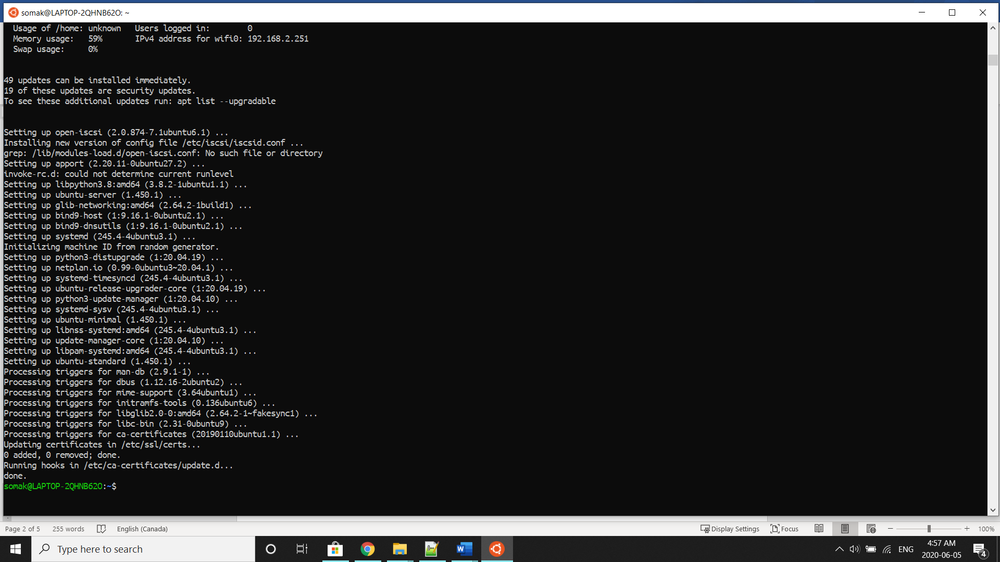 somak@LAPTOP-2QHNB62O: ~
Usage of /home: unknown   Users logged in:        0
Memory usage:   59%       IPv4 address for wifi0: 192.168.2.251
Swap usage:     0%
49 updates can be installed immediately.
19 of these updates are security updates.
To see these additional updates run: apt list --upgradable
Setting up open-iscsi (2.0.874-7.1ubuntu6.1) ...
Installing new version of config file /etc/iscsi/iscsid.conf ...
grep: /lib/modules-load.d/open-iscsi.conf: No such file or directory
Setting up apport (2.20.11-0ubuntu27.2) ...
invoke-rc.d: could not determine current runlevel
Setting up libpython3.8:amd64 (3.8.2-1ubuntu1.1) ...
Setting up ubuntu-server (1.450.1) ...
Setting up glib-networking:amd64 (2.64.2-1build1) ...
Setting up bind9-host (1:9.16.1-0ubuntu2.1) ...
Setting up bind9-dnsutils (1:9.16.1-0ubuntu2.1) ...
Setting up systemd (245.4-4ubuntu3.1) ...
Initializing machine ID from random generator.
Setting up python3-distupgrade (1:20.04.19) ...
Setting up netplan.io (0.99-0ubuntu3~20.04.1) ...
Setting up systemd-timesyncd (245.4-4ubuntu3.1) ...
Setting up ubuntu-release-upgrader-core (1:20.04.19) ...
Setting up python3-update-manager (1:20.04.10) ...
Setting up systemd-sysv (245.4-4ubuntu3.1) ...
Setting up ubuntu-minimal (1.450.1) ...
Setting up libnss-systemd:amd64 (245.4-4ubuntu3.1) ...
Setting up update-manager-core (1:20.04.10) ...
Setting up libpam-systemd:amd64 (245.4-4ubuntu3.1) ...
Setting up ubuntu-standard (1.450.1) ...
Processing triggers for man-db (2.9.1-1) ...
Processing triggers for dbus (1.12.16-2ubuntu2) ...
Processing triggers for mime-support (3.64ubuntu1) ...
Processing triggers for initramfs-tools (0.136ubuntu6) ...
Processing triggers for libglib2.0-0:amd64 (2.64.2-1~fakesync1) ...
Processing triggers for libc-bin (2.31-0ubuntu9) ...
Processing triggers for ca-certificates (20190110ubuntu1.1) ...
Updating certificates in /etc/ssl/certs...
0 added, 0 removed; done.
Running hooks in /etc/ca-certificates/update.d...
done.
somak@LAPTOP-2QHNB62O:~$
Page 2 of 5   255 words   English (Canada)   Display Settings   Focus   100%
Type here to search   ENG   4:57 AM
2020-06-05   4